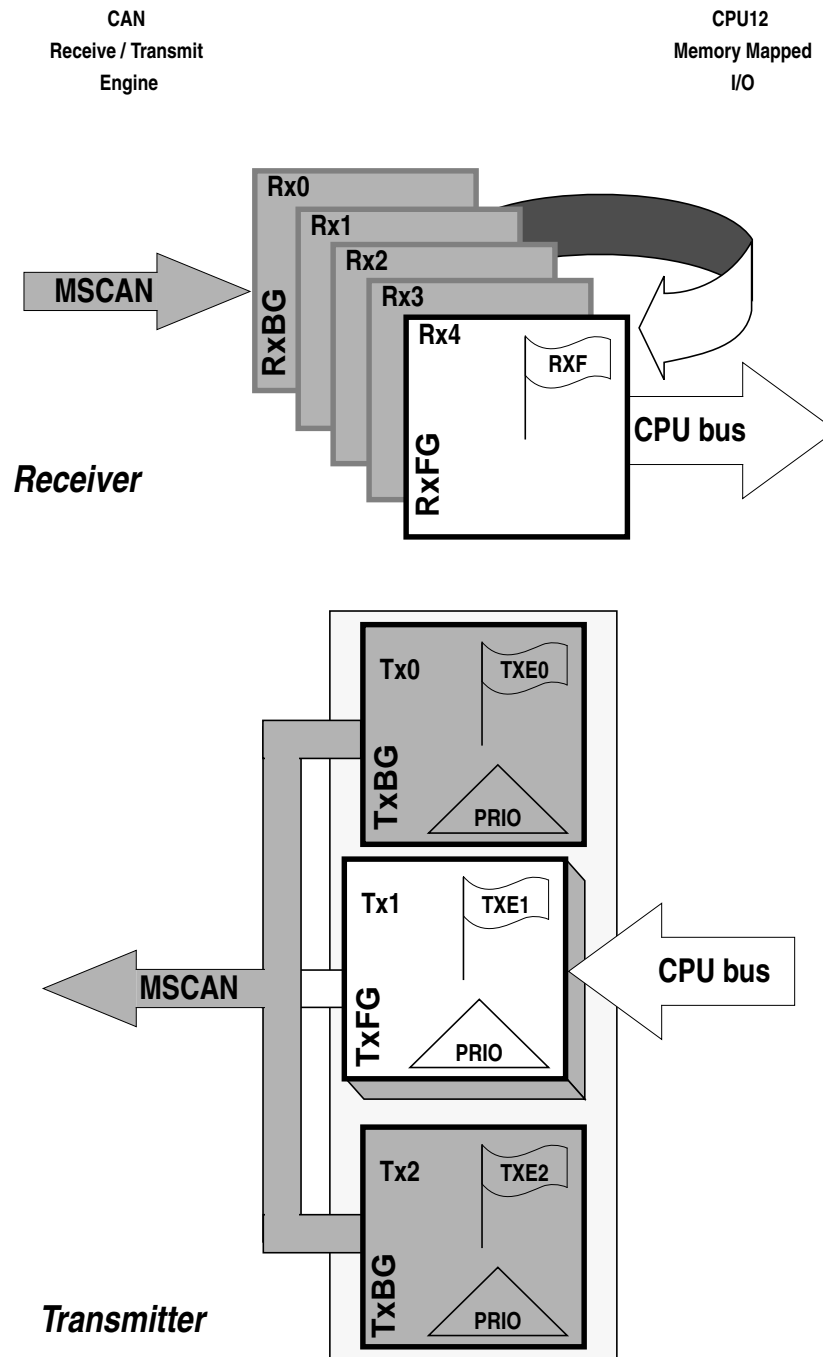 CAN
Receive / Transmit
Engine
CPU12
Memory Mapped
I/O
Rx0
Rx1
Rx2
Rx3
Rx4
RXF
RxBG
RxFG
MSCAN
CPU bus
Receiver
Tx0
TXE0
TxBG
PRIO
Tx1
TXE1
TxFG
PRIO
MSCAN
CPU bus
Tx2
TXE2
TxBG
PRIO
Transmitter